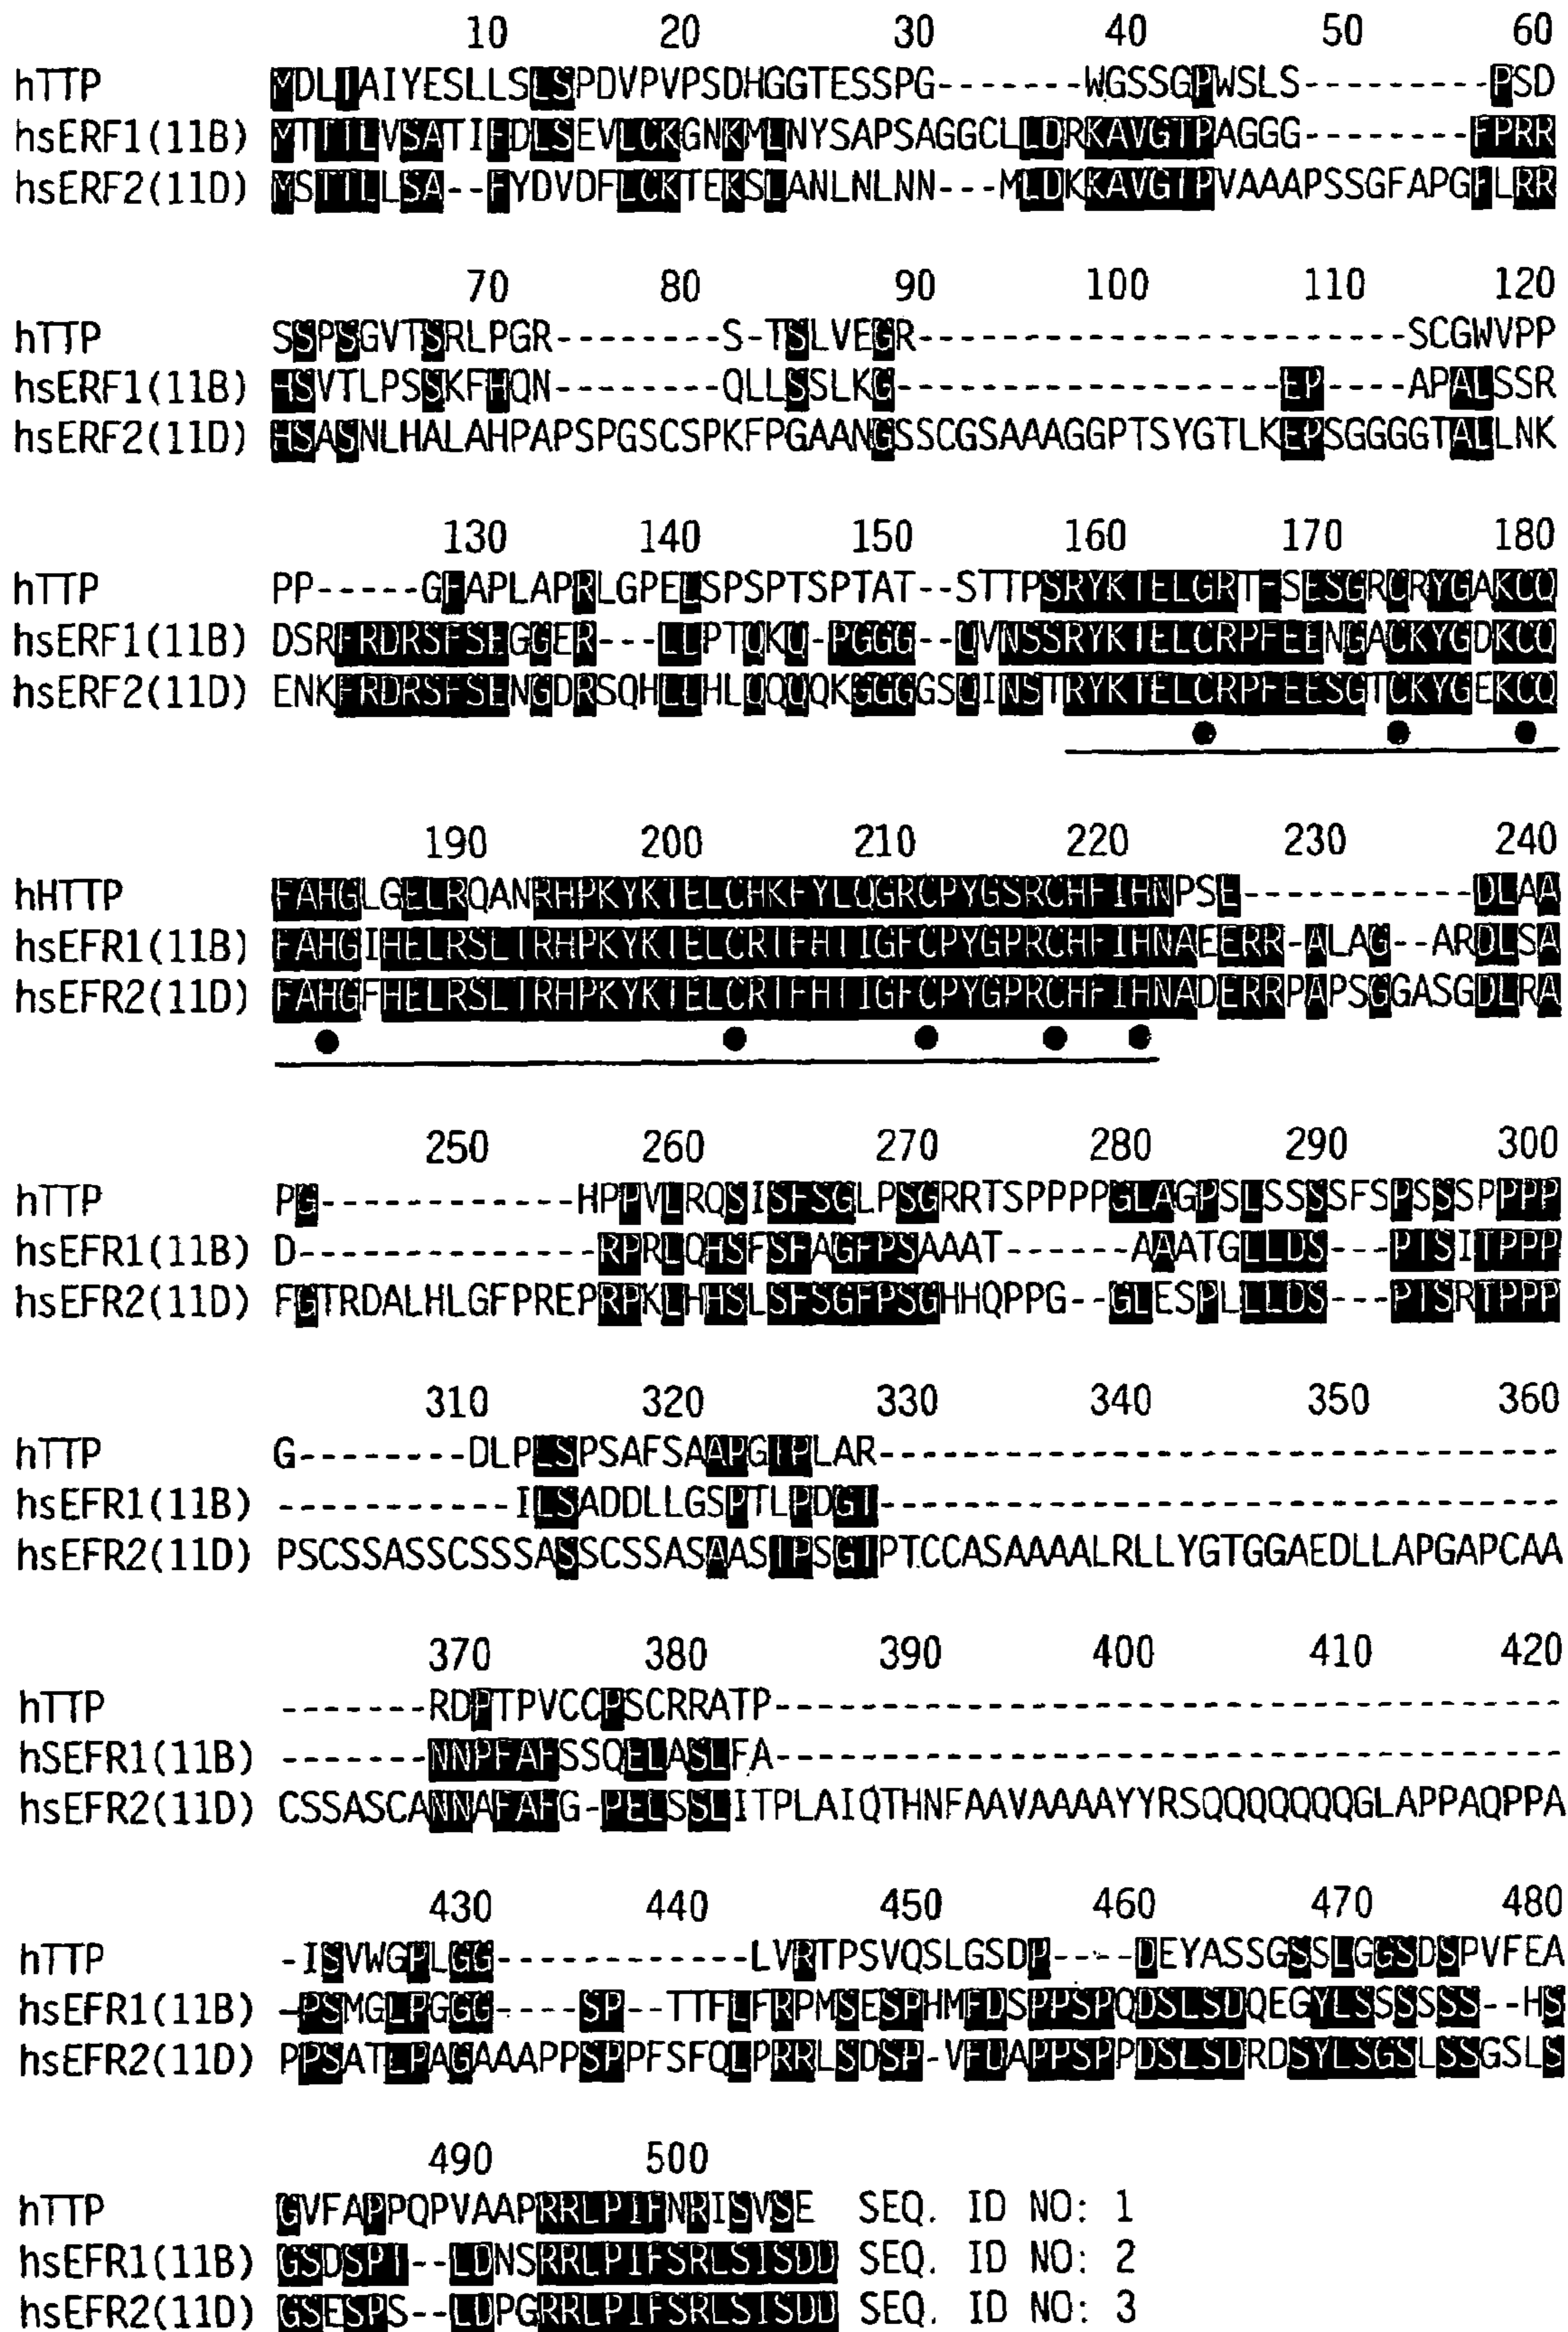 10 20 30 40 50 60
hTTP MDLTAIYESLLSLSPDVPVPSDHGGTESSPG-------WGSSGPWSLS---------PSD
hsERF1(11B) MTTTLVSATIFDLSEVLCKGNKMLNYSAPSAGGCLLDRKAVGTPAGGG--------FPRR
hsERF2(11D) MSTTLLSA--FYDVDFLCKTEKSLANLNLNN---MLDKKAVGTPVAAAPSSGFAPGFLRR
70 80 90 100 110 120
hTTP SSPSGVTSRLPGR--------S-TSLVEGR-----------------------SCGWVPP
hsERF1(11B) HSVTLPSSKFHQN--------QLLSSLKG------------------EP----APALSSR
hsERF2(11D) HSASNLHALAHPAPSPGSCSPKFPGAANGSSCGSAAAGGPTSYGTLKEPSGGGGTALLNK
130 140 150 160 170 180
hTTP PP-----GFAPLAPRLGPELSPSPTSPTAT--STTPSRYKTELCRTFSESGRCRYGAKCQ
hsERF1(11B) DSRFRDRSFSEGGER---LLPTQKQ-PGGG--QVNSSRYKTELCRPFEENGACKYGDKCQ
hsERF2(11D) ENKFRDRSFSENGDRSQHLLHLQQQQKGGGGSQINSTRYKTELCRPFEESGTCKYGEKCQ
190 200 210 220 230 240
hHTTP FAHGLGELRQANRHPKYKTELCHKFYLQGRCPYGSRCHFIHNPSE-----------DLAA
hsEFR1(11B) FAHGIHELRSLTRHPKYKTELCRTFHTIGFCPYGPRCHFIHNAEERR-ALAG--ARDLSA
hsEFR2(11D) FAHGFHELRSLTRHPKYKTELCRTFHTIGFCPYGPRCHFIHNADERRPAPSGGASGDLRA
250 260 270 280 290 300
hTTP PG------------HPPVLRQSISFSGLPSGRRTSPPPPGLAGPSLSSSSFSPSSSPPPP
hsEFR1(11B) D--------------RPRLQHSFSFAGFPSAAAT------AAATGLLDS---PTSITPPP
hsEFR2(11D) FGTRDALHLGFPREPRPKLHHSLSFSGFPSGHHQPPG--GLESPLLLDS---PTSRTPPP
310 320 330 340 350 360
hTTP G--------DLPLSPSAFSAAPGTPLAR--------------------------------
hsEFR1(11B) -----------ILSADDLLGSPTLPDGT--------------------------------
hsEFR2(11D) PSCSSASSCSSSASSCSSASAASTPSGTPTCCASAAAALRLLYGTGGAEDLLAPGAPCAA
370 380 390 400 410 420
hTTP -------RDPTPVCCPSCRRATP-------------------------------------
hSEFR1(11B) -------NNPFAFSSQELASLFA-------------------------------------
hsEFR2(11D) CSSASCANNAFAFG-PELSSLITPLAIQTHNFAAVAAAAYYRSQQQQQQQGLAPPAQPPA
430 440 450 460 470 480
hTTP -ISVWGPLGG------------LVRTPSVQSLGSDP----DEYASSGSSLGGSDSPVFEA
hsEFR1(11B) -PSMGLPGGG----SP--TTFLFRPMSESPHMFDSPPSPQDSLSDQEGYLSSSSSS--HS
hsEFR2(11D) PPSATLPAGAAAPPSPPFSFQLPRRLSDSP-VFDAPPSPPDSLSDRDSYLSGSLSSGSLS
490 500
hTTP GVFAPPQPVAAPRRLPIFNRISVSE SEQ. ID NO: 1
hsEFR1(11B) GSDSPT--LDNSRRLPIFSRLSISDD SEQ. ID NO: 2
hsEFR2(11D) GSESPS--LDPGRRLPIFSRLSISDD SEQ. ID NO: 3